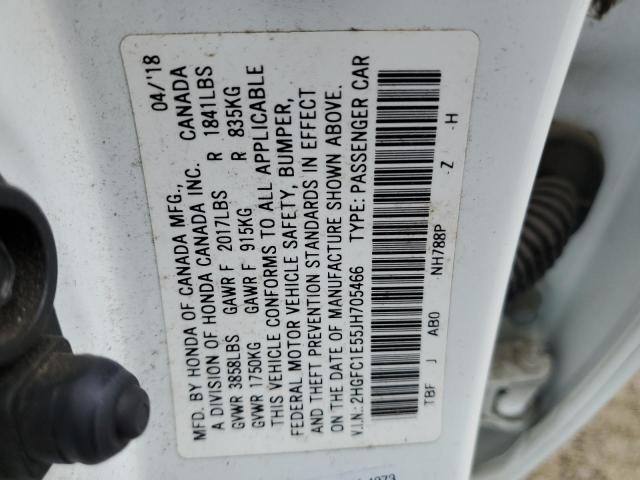 MFD. BY HONDA OF CANADA MFG., 04/'18
A DIVISION OF HONDA CANADA INC. CANADA
GVWR 3858LBS GAWR F 2017LBS R 1841LBS
GVWR 1750KG GAWR F 915KG R 835KG
THIS VEHICLE CONFORMS TO ALL APPLICABLE
FEDERAL MOTOR VEHICLE SAFETY, BUMPER,
AND THEFT PREVENTION STANDARDS IN EFFECT
ON THE DATE OF MANUFACTURE SHOWN ABOVE.
V.I.N.: 2HGFC1E55JH705466 TYPE: PASSENGER CAR
TBF J AB0 NH788P -Z -H